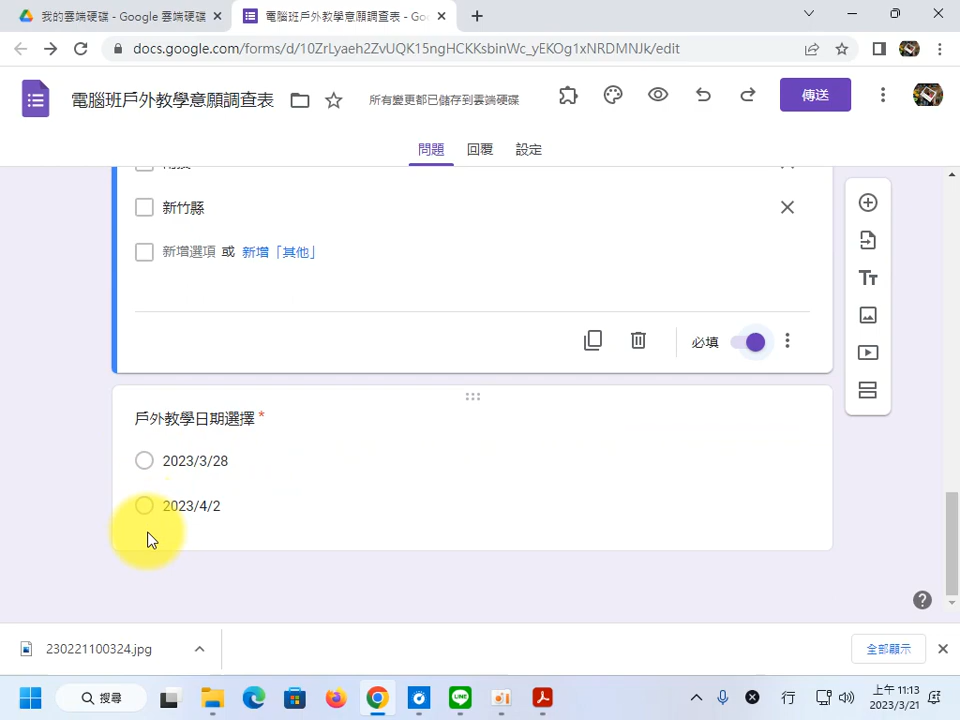 我的雲端硬碟 - Google 雲端硬碟
電腦班戶外教學意願調查表 - Goo
docs.google.com/forms/d/10ZrLyaeh2ZvUQK15ngHCKKsbinWc_yEKOg1xNRDMNJk/edit
電腦班戶外教學意願調查表
所有變更都已儲存到雲端硬碟
傳送
問題
回覆
設定
新竹縣
新增選項 或 新增「其他」
必填
戶外教學日期選擇 *
2023/3/28
2023/4/2
230221100324.jpg
全部顯示
搜尋
行
上午 11:13
2023/3/21